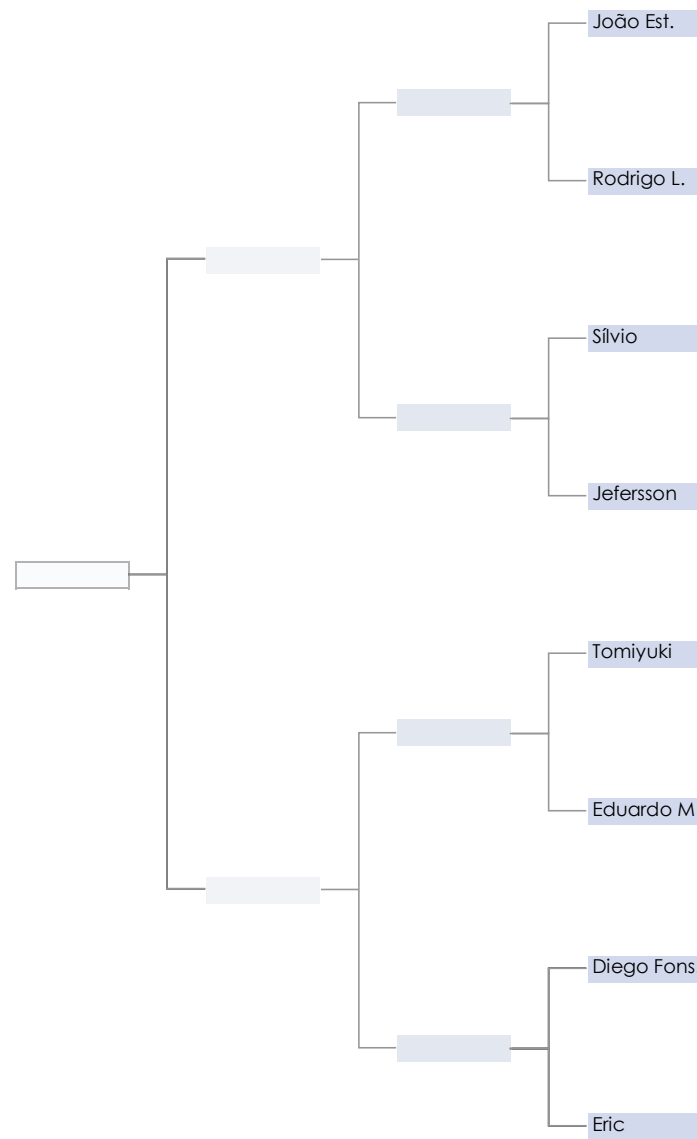 João Est.
Rodrigo L.
Sílvio
Jefersson
Tomiyuki
Eduardo M
Diego Fons
Eric